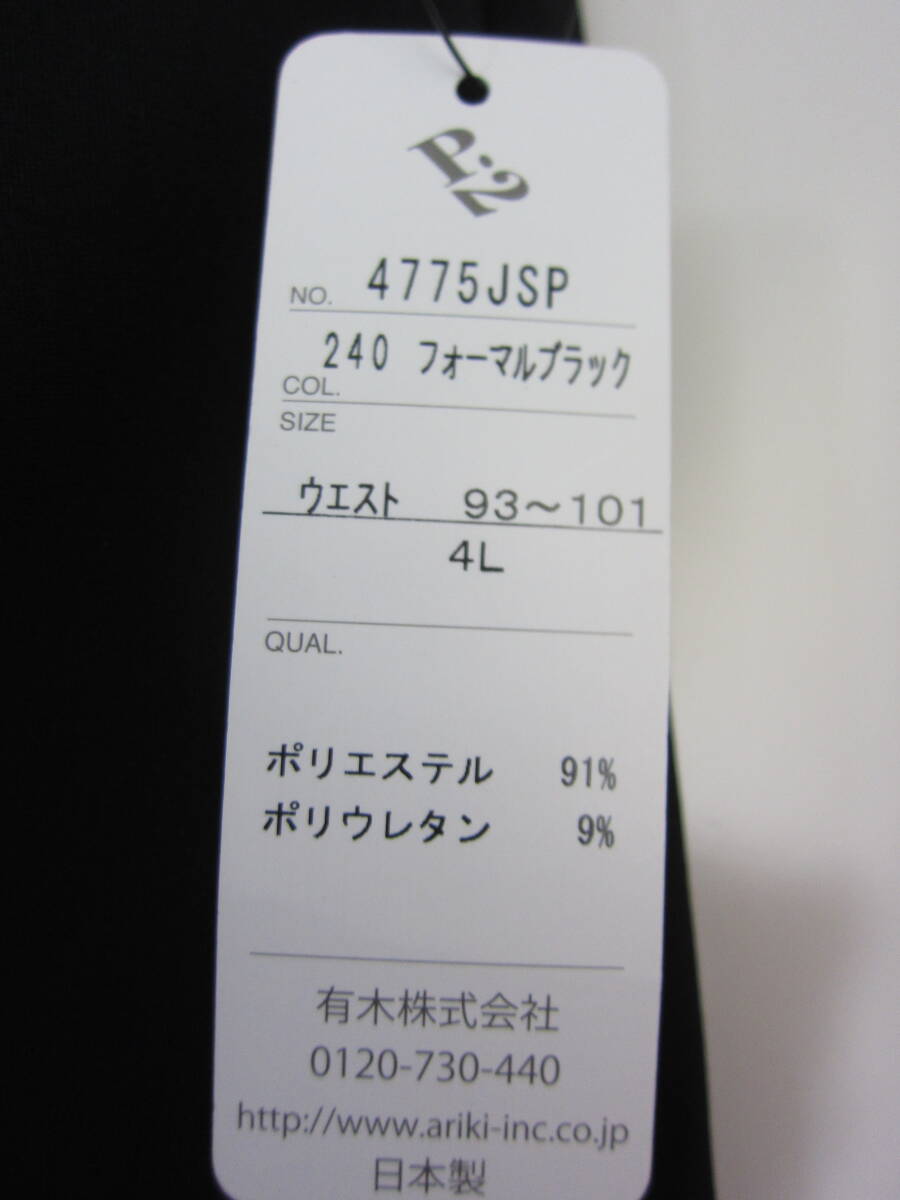 P.2
NO. 4775JSP
COL. 240 フォーマルブラック
SIZE
ウエスト 93～101
4L
QUAL.
ポリエステル 91%
ポリウレタン 9%
有木株式会社
0120-730-440
http://www.ariki-inc.co.jp
日本製